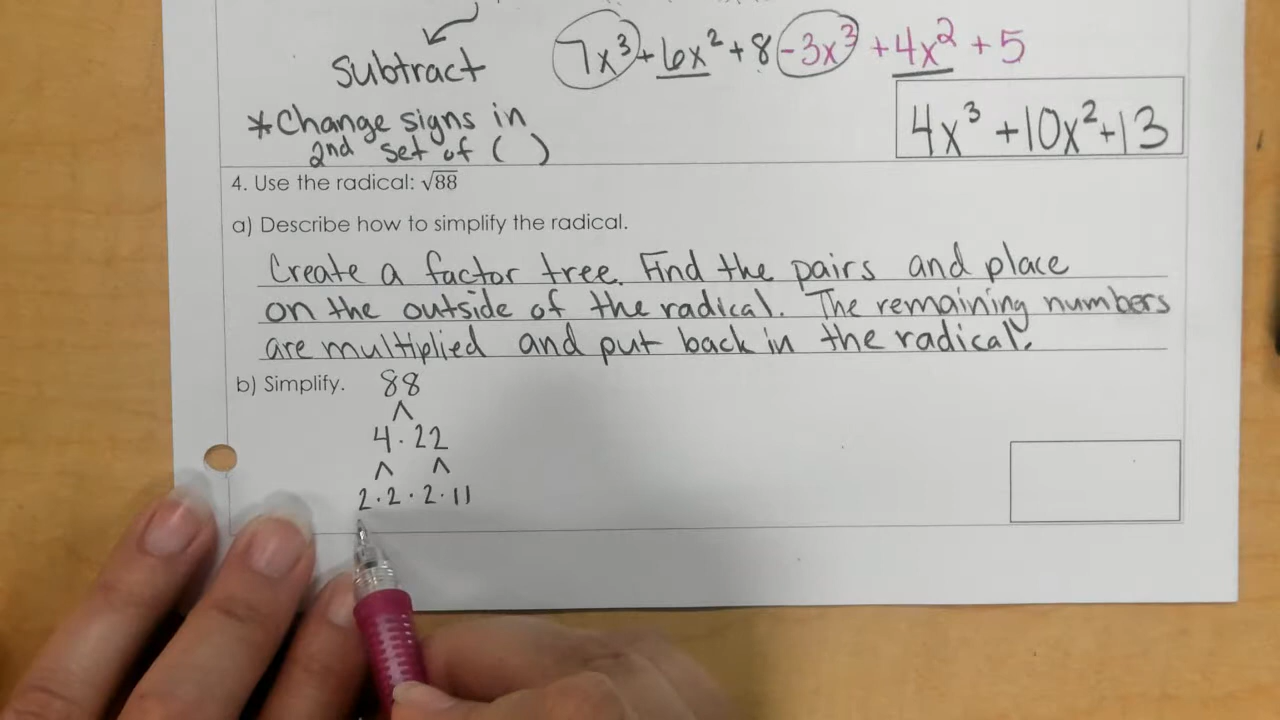 7x³ + 6x² + 8 -3x³ + 4x² + 5
Subtract
*Change signs in
2nd set of ( )
4x³ + 10x² + 13
4. Use the radical: √88
a) Describe how to simplify the radical.
Create a factor tree. Find the pairs and place
on the outside of the radical. The remaining numbers
are multiplied and put back in the radical.
b) Simplify. 88
4 · 22
2 · 2 · 2 · 11